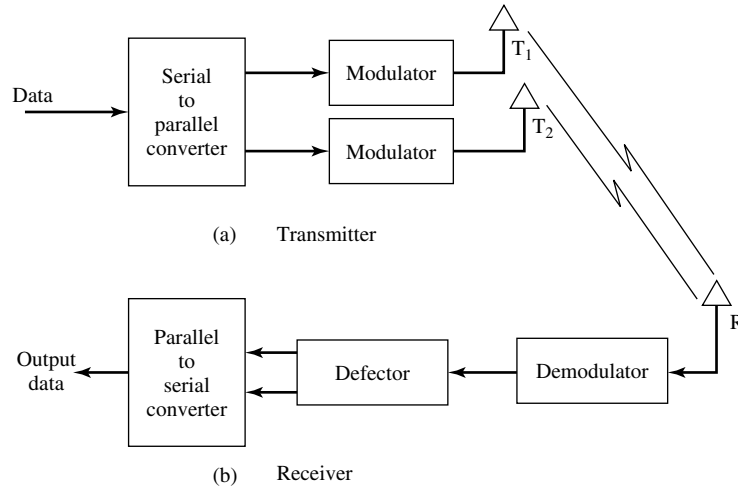 Data
Serial
to
parallel
converter
Modulator
T1
Modulator
T2
(a) Transmitter
R
Output
data
Parallel
to
serial
converter
Defector
Demodulator
(b) Receiver